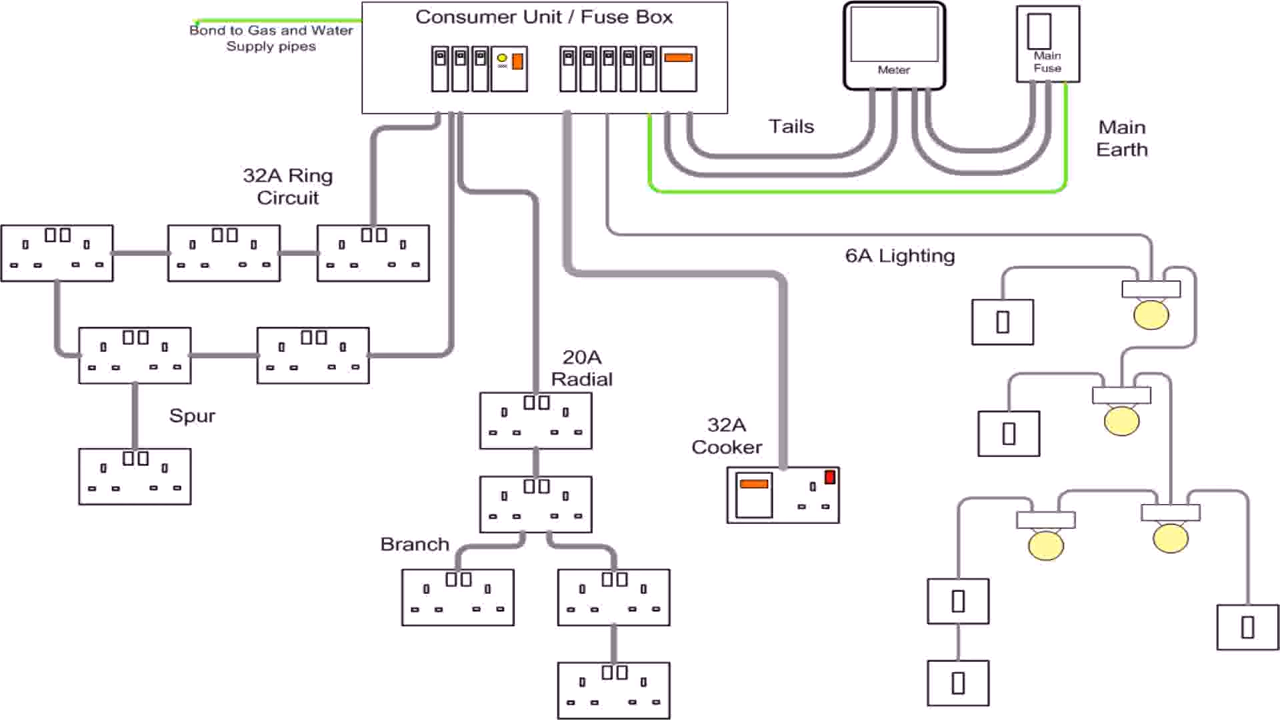 Consumer Unit / Fuse Box
Bond to Gas and Water
Supply pipes
Meter
Main
Fuse
Tails
Main
Earth
32A Ring
Circuit
6A Lighting
20A
Radial
Spur
32A
Cooker
Branch